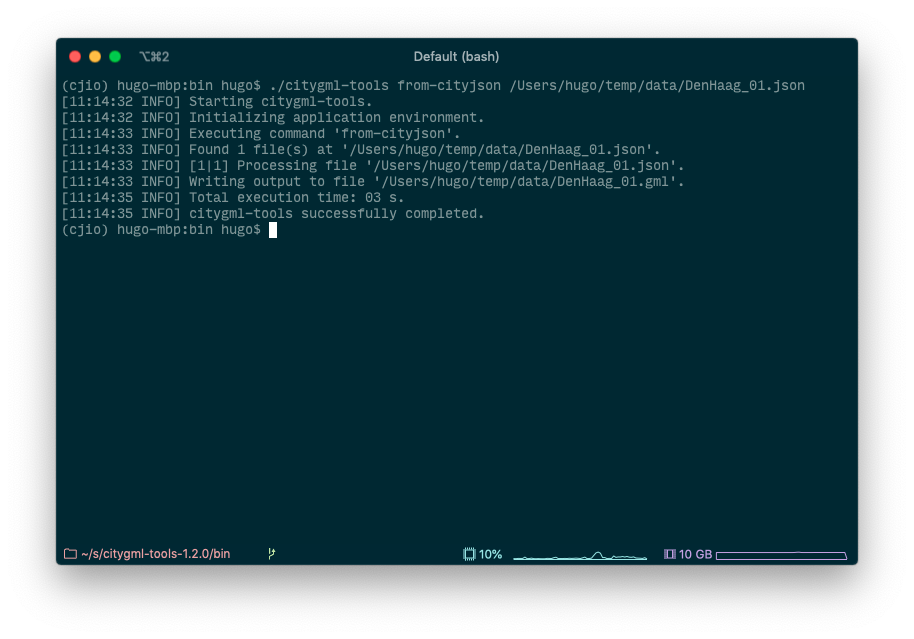 ⌥⌘2
Default (bash)
(cjio) hugo-mbp:bin hugo$ ./citygml-tools from-cityjson /Users/hugo/temp/data/DenHaag_01.json
[11:14:32 INFO] Starting citygml-tools.
[11:14:32 INFO] Initializing application environment.
[11:14:33 INFO] Executing command 'from-cityjson'.
[11:14:33 INFO] Found 1 file(s) at '/Users/hugo/temp/data/DenHaag_01.json'.
[11:14:33 INFO] [1|1] Processing file '/Users/hugo/temp/data/DenHaag_01.json'.
[11:14:33 INFO] Writing output to file '/Users/hugo/temp/data/DenHaag_01.gml'.
[11:14:35 INFO] Total execution time: 03 s.
[11:14:35 INFO] citygml-tools successfully completed.
(cjio) hugo-mbp:bin hugo$
~/s/citygml-tools-1.2.0/bin
10%
10 GB